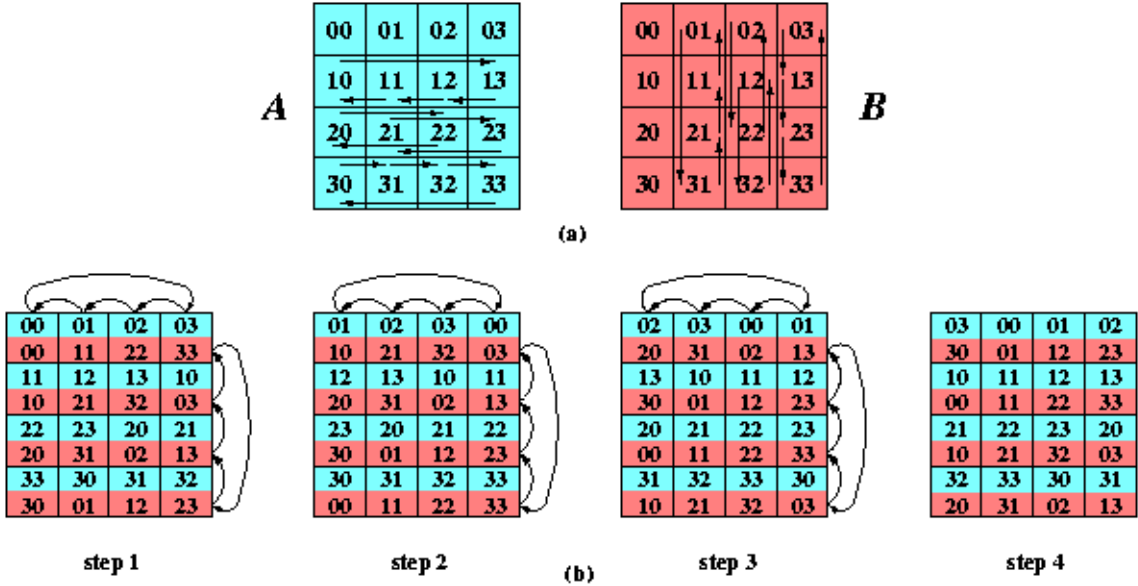 00 01 02 03 00 01 02 03
10 11 12 13 10 11 12 13
A B
20 21 22 23 20 21 22 23
30 31 32 33 30 31 32 33
(a)
00 01 02 03 01 02 03 00 02 03 00 01 03 00 01 02
00 11 22 33 10 21 32 03 20 31 02 13 30 01 12 23
11 12 13 10 12 13 10 11 13 10 11 12 10 11 12 13
10 21 32 03 20 31 02 13 30 01 12 23 00 11 22 33
22 23 20 21 23 20 21 22 20 21 22 23 21 22 23 20
20 31 02 13 30 01 12 23 00 11 22 33 10 21 32 03
33 30 31 32 30 31 32 33 31 32 33 30 32 33 30 31
30 01 12 23 00 11 22 33 10 21 32 03 20 31 02 13
step 1 step 2 step 3 step 4
(b)